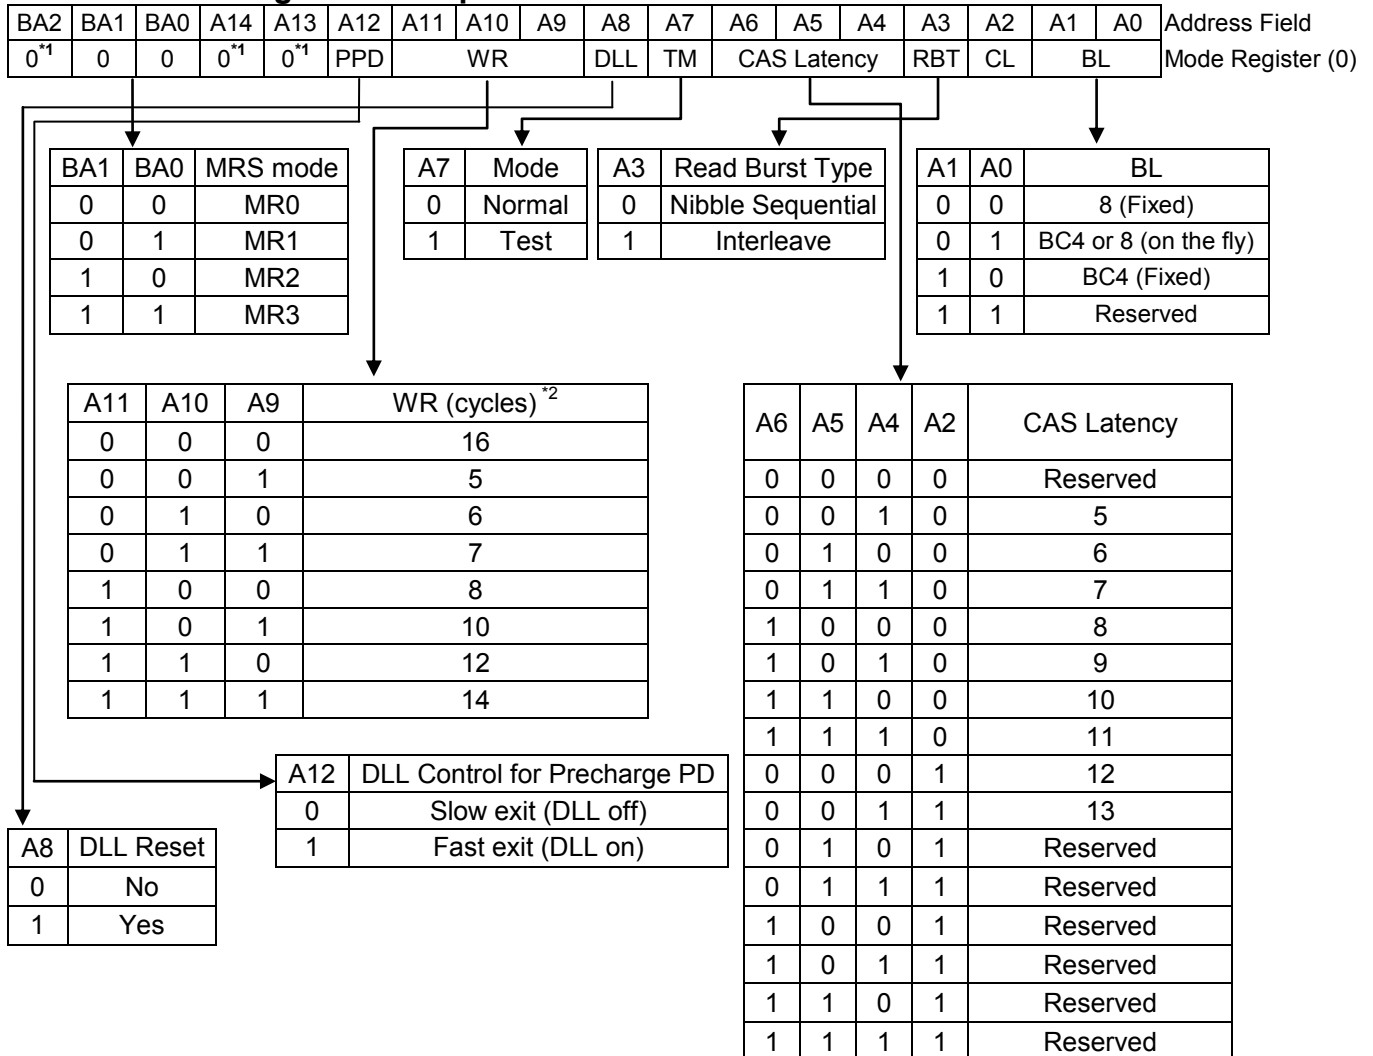 BA2 BA1 BA0 A14 A13 A12 A11 A10 A9 A8 A7 A6 A5 A4 A3 A2 A1 A0 Address Field
0*1 0 0 0*1 0*1 PPD WR DLL TM CAS Latency RBT CL BL Mode Register (0)
BA1 BA0 MRS mode
0 0 MR0
0 1 MR1
1 0 MR2
1 1 MR3
A7 Mode
0 Normal
1 Test
A3 Read Burst Type
0 Nibble Sequential
1 Interleave
A1 A0 BL
0 0 8 (Fixed)
0 1 BC4 or 8 (on the fly)
1 0 BC4 (Fixed)
1 1 Reserved
A11 A10 A9 WR (cycles) *2
0 0 0 16
0 0 1 5
0 1 0 6
0 1 1 7
1 0 0 8
1 0 1 10
1 1 0 12
1 1 1 14
A6 A5 A4 A2 CAS Latency
0 0 0 0 Reserved
0 0 1 0 5
0 1 0 0 6
0 1 1 0 7
1 0 0 0 8
1 0 1 0 9
1 1 0 0 10
1 1 1 0 11
0 0 0 1 12
0 0 1 1 13
0 1 0 1 Reserved
0 1 1 1 Reserved
1 0 0 1 Reserved
1 0 1 1 Reserved
1 1 0 1 Reserved
1 1 1 1 Reserved
A12 DLL Control for Precharge PD
0 Slow exit (DLL off)
1 Fast exit (DLL on)
A8 DLL Reset
0 No
1 Yes